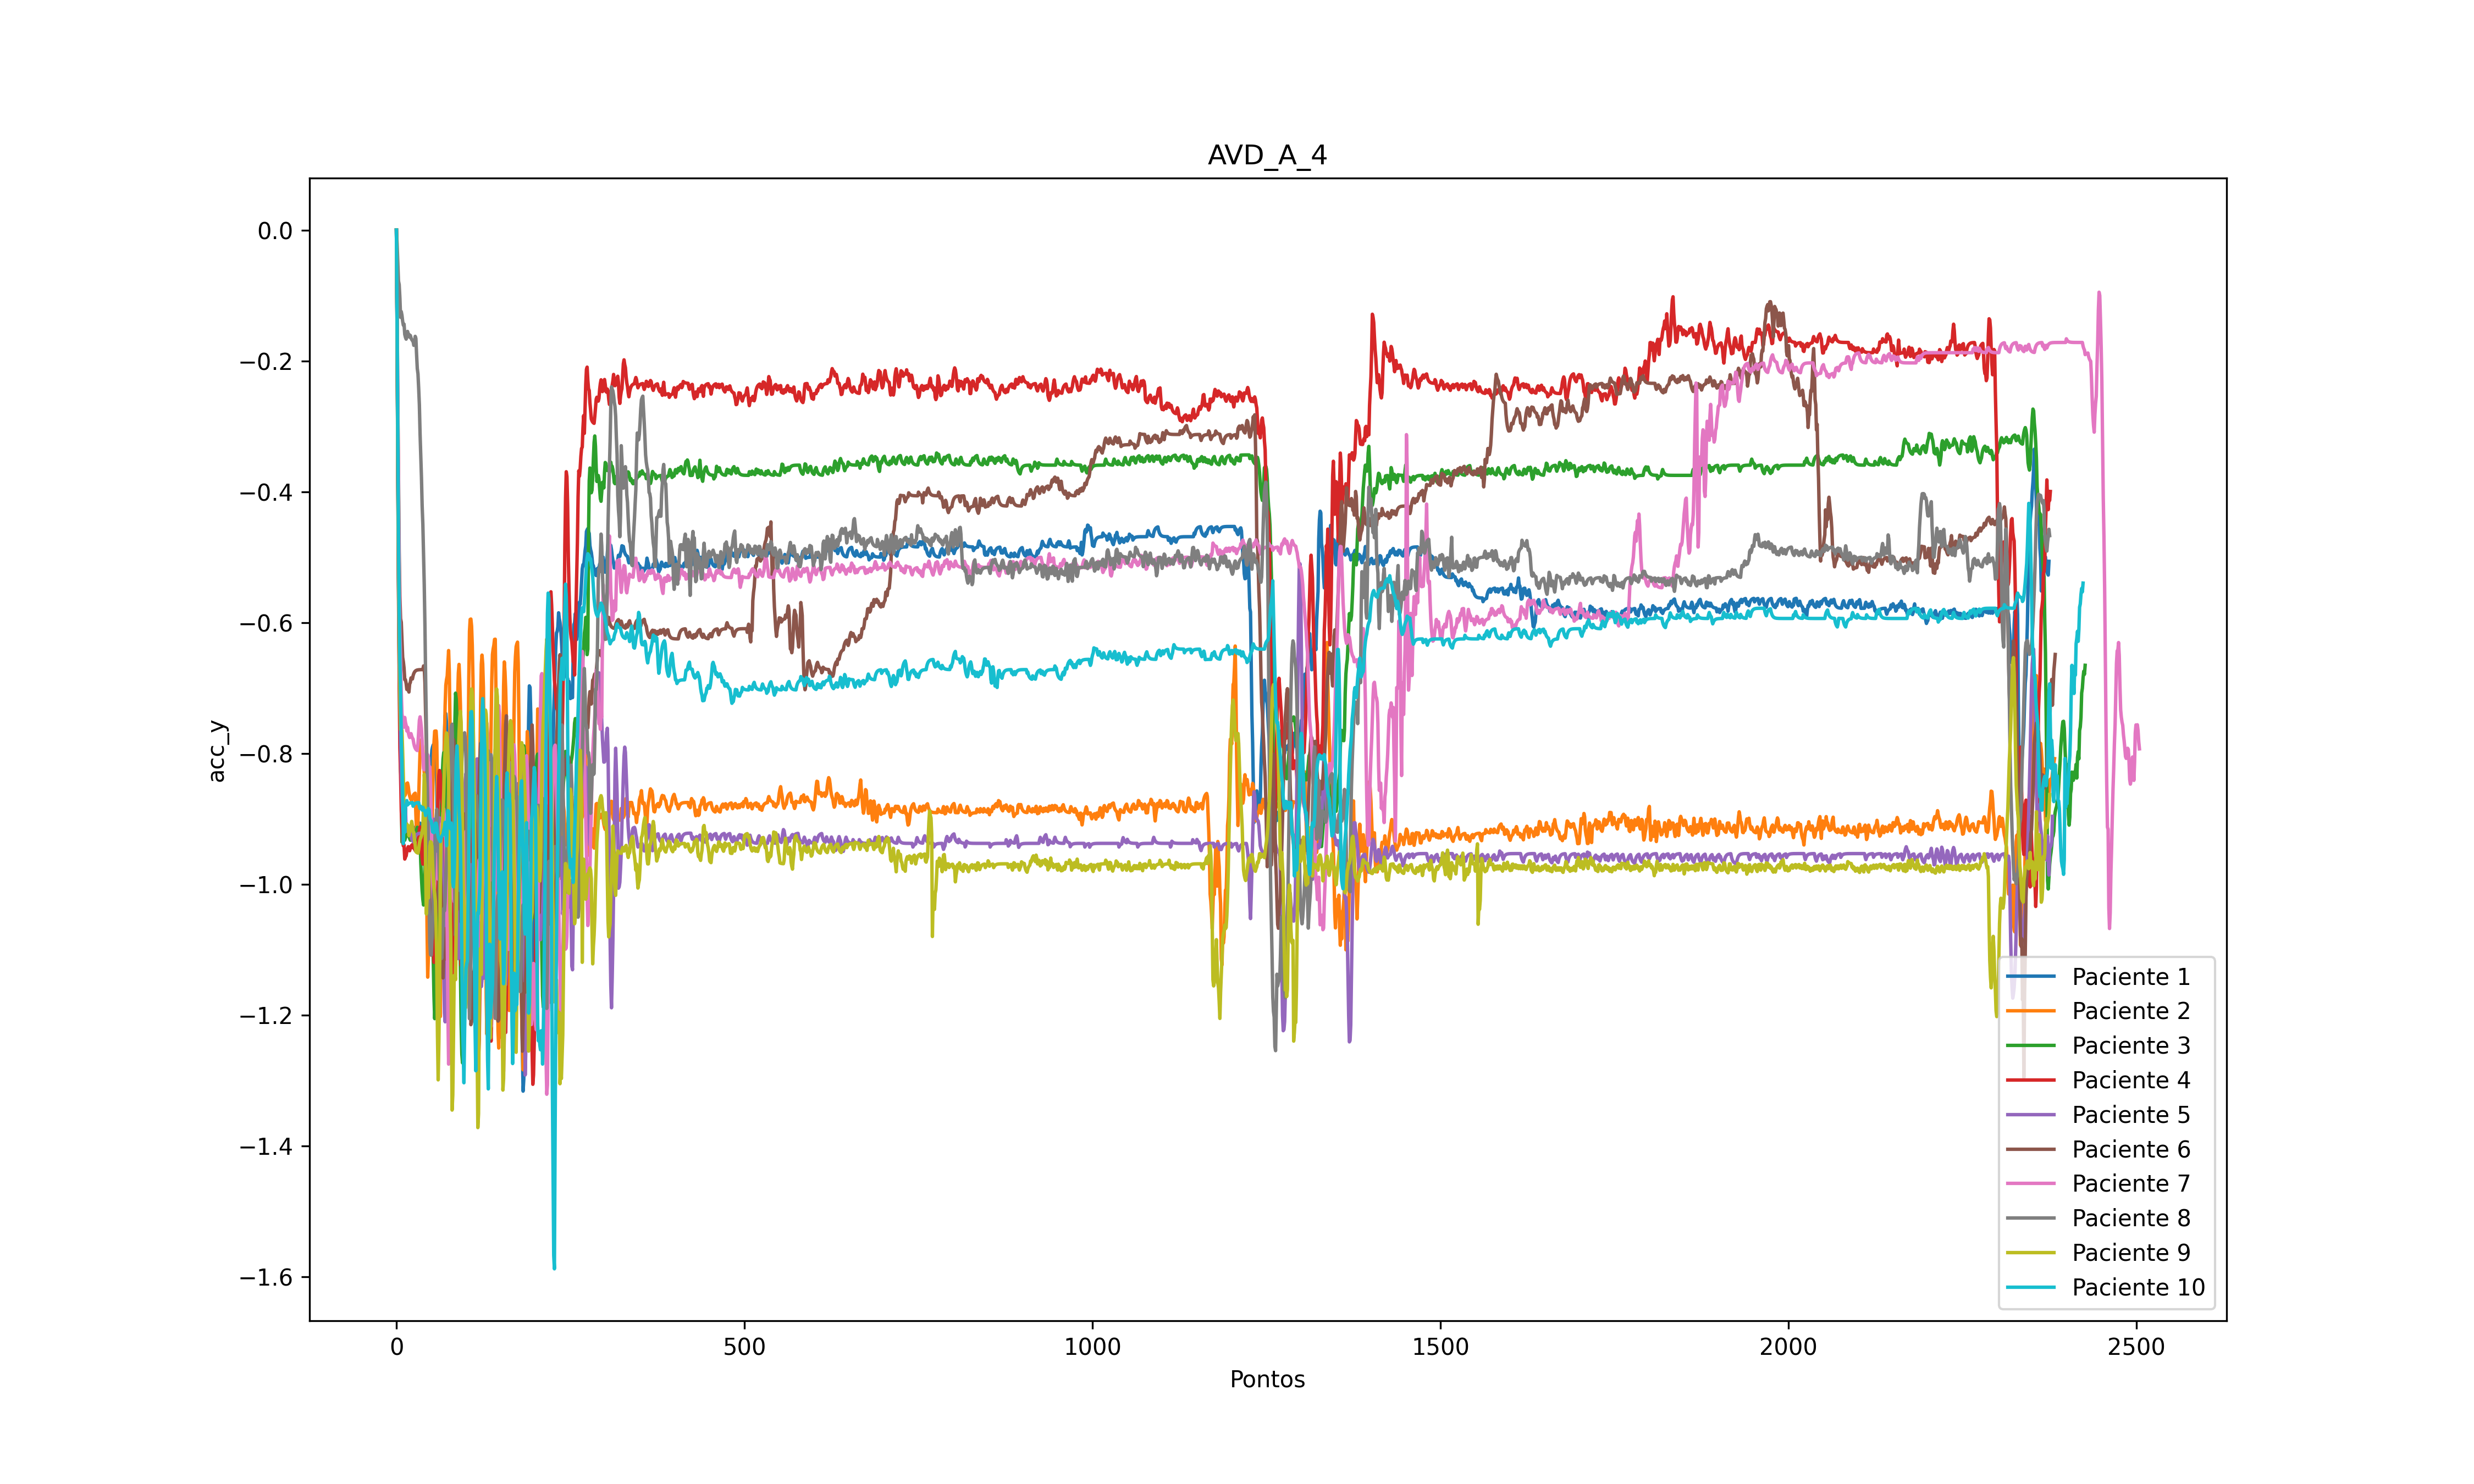 AVD_A_4
acc_y
0.0
−0.2
−0.4
−0.6
−0.8
−1.0
−1.2
−1.4
−1.6
0 500 1000 1500 2000 2500
Pontos
Paciente 1
Paciente 2
Paciente 3
Paciente 4
Paciente 5
Paciente 6
Paciente 7
Paciente 8
Paciente 9
Paciente 10